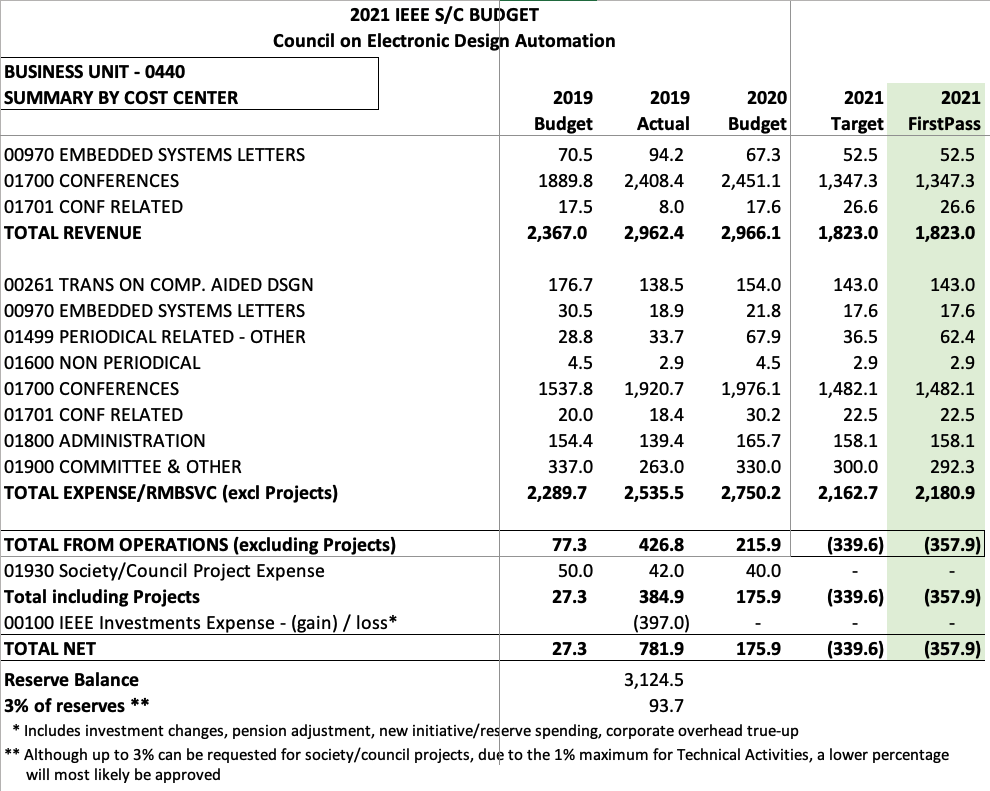 2021 IEEE S/C BUDGET
Council on Electronic Design Automation
BUSINESS UNIT - 0440
SUMMARY BY COST CENTER 2019 2019 2020 2021 2021
Budget Actual Budget Target FirstPass
00970 EMBEDDED SYSTEMS LETTERS 70.5 94.2 67.3 52.5 52.5
01700 CONFERENCES 1889.8 2,408.4 2,451.1 1,347.3 1,347.3
01701 CONF RELATED 17.5 8.0 17.6 26.6 26.6
TOTAL REVENUE 2,367.0 2,962.4 2,966.1 1,823.0 1,823.0
00261 TRANS ON COMP. AIDED DSGN 176.7 138.5 154.0 143.0 143.0
00970 EMBEDDED SYSTEMS LETTERS 30.5 18.9 21.8 17.6 17.6
01499 PERIODICAL RELATED - OTHER 28.8 33.7 67.9 36.5 62.4
01600 NON PERIODICAL 4.5 2.9 4.5 2.9 2.9
01700 CONFERENCES 1537.8 1,920.7 1,976.1 1,482.1 1,482.1
01701 CONF RELATED 20.0 18.4 30.2 22.5 22.5
01800 ADMINISTRATION 154.4 139.4 165.7 158.1 158.1
01900 COMMITTEE & OTHER 337.0 263.0 330.0 300.0 292.3
TOTAL EXPENSE/RMBSVC (excl Projects) 2,289.7 2,535.5 2,750.2 2,162.7 2,180.9
TOTAL FROM OPERATIONS (excluding Projects) 77.3 426.8 215.9 (339.6) (357.9)
01930 Society/Council Project Expense 50.0 42.0 40.0 - -
Total including Projects 27.3 384.9 175.9 (339.6) (357.9)
00100 IEEE Investments Expense - (gain) / loss* (397.0) - - -
TOTAL NET 27.3 781.9 175.9 (339.6) (357.9)
Reserve Balance 3,124.5
3% of reserves ** 93.7
* Includes investment changes, pension adjustment, new initiative/reserve spending, corporate overhead true-up
** Although up to 3% can be requested for society/council projects, due to the 1% maximum for Technical Activities, a lower percentage
will most likely be approved